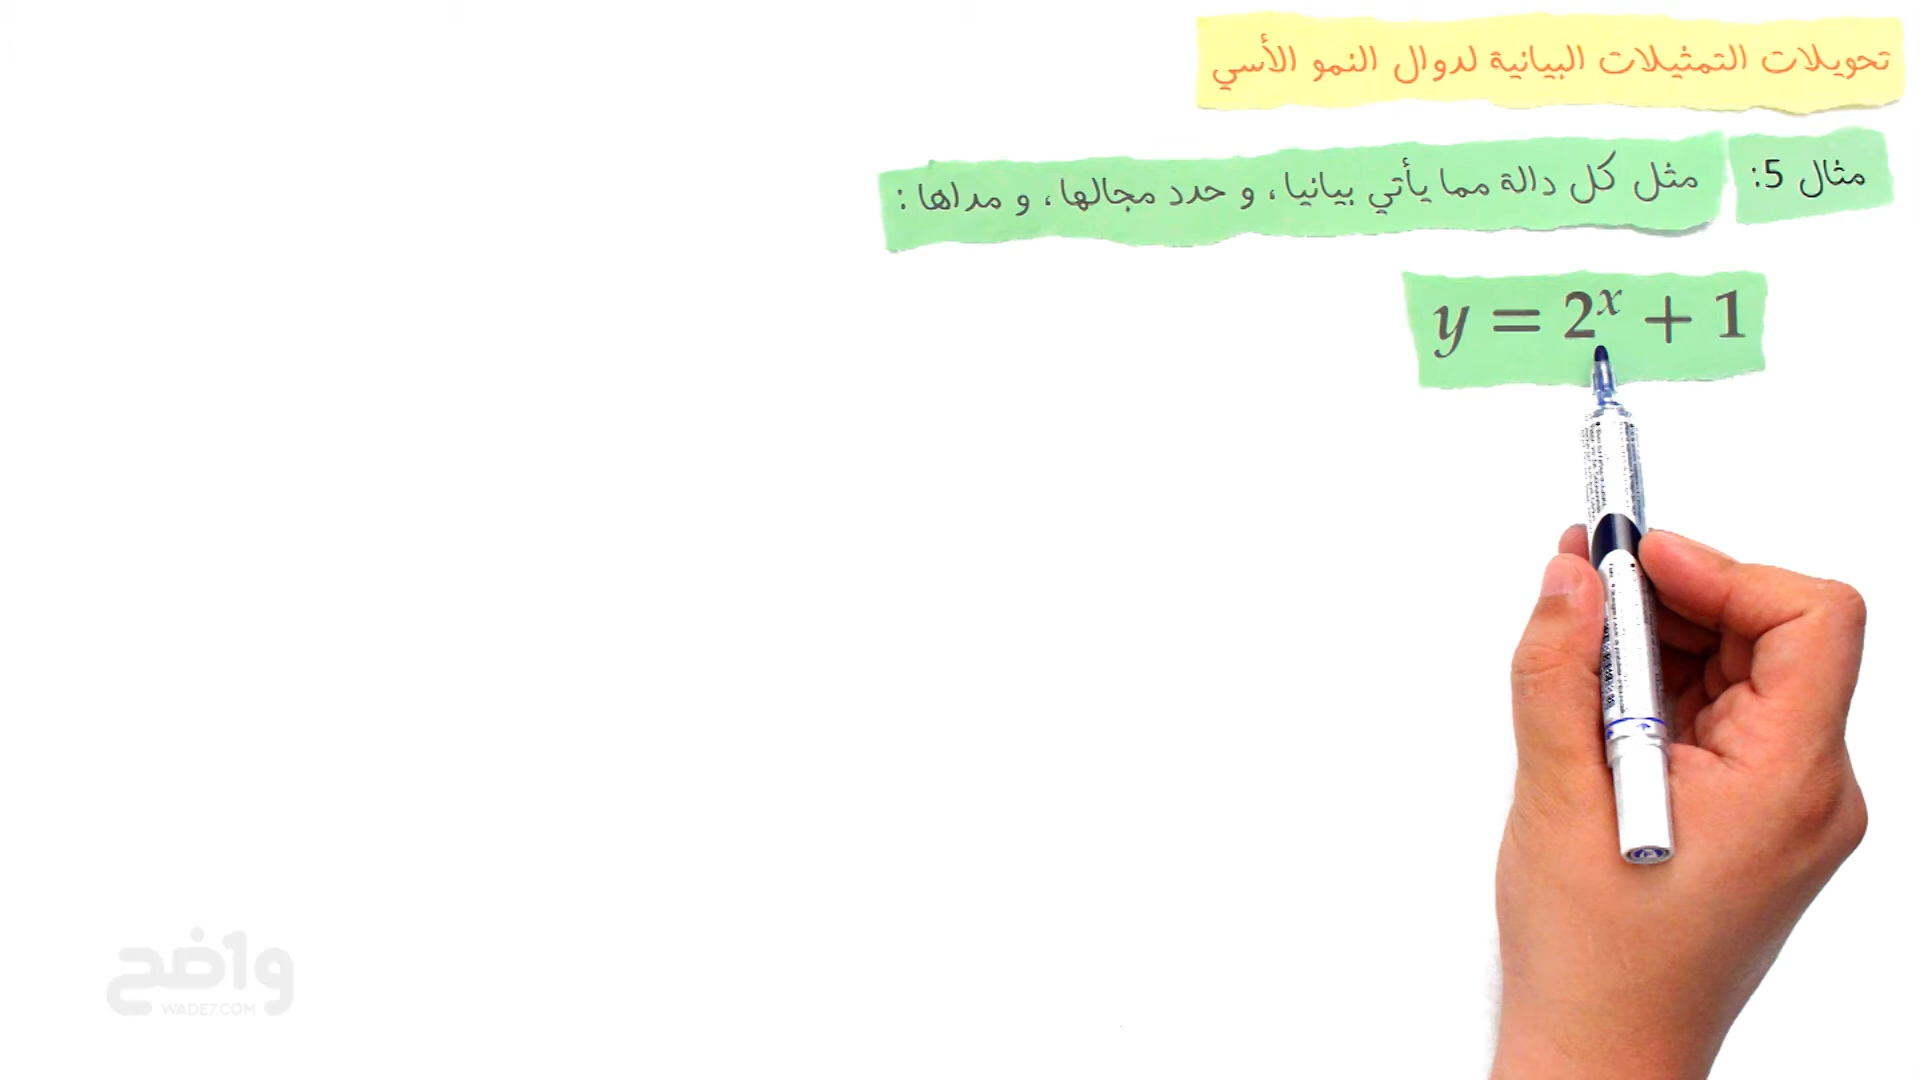 تحويلات التمثيلات البيانية لدوال النمو الأسي
مثال 5: مثل كل دالة مما يأتي بيانيا، و حدد مجالها، و مداها :
y = 2ˣ + 1
واضح
WADE7.COM